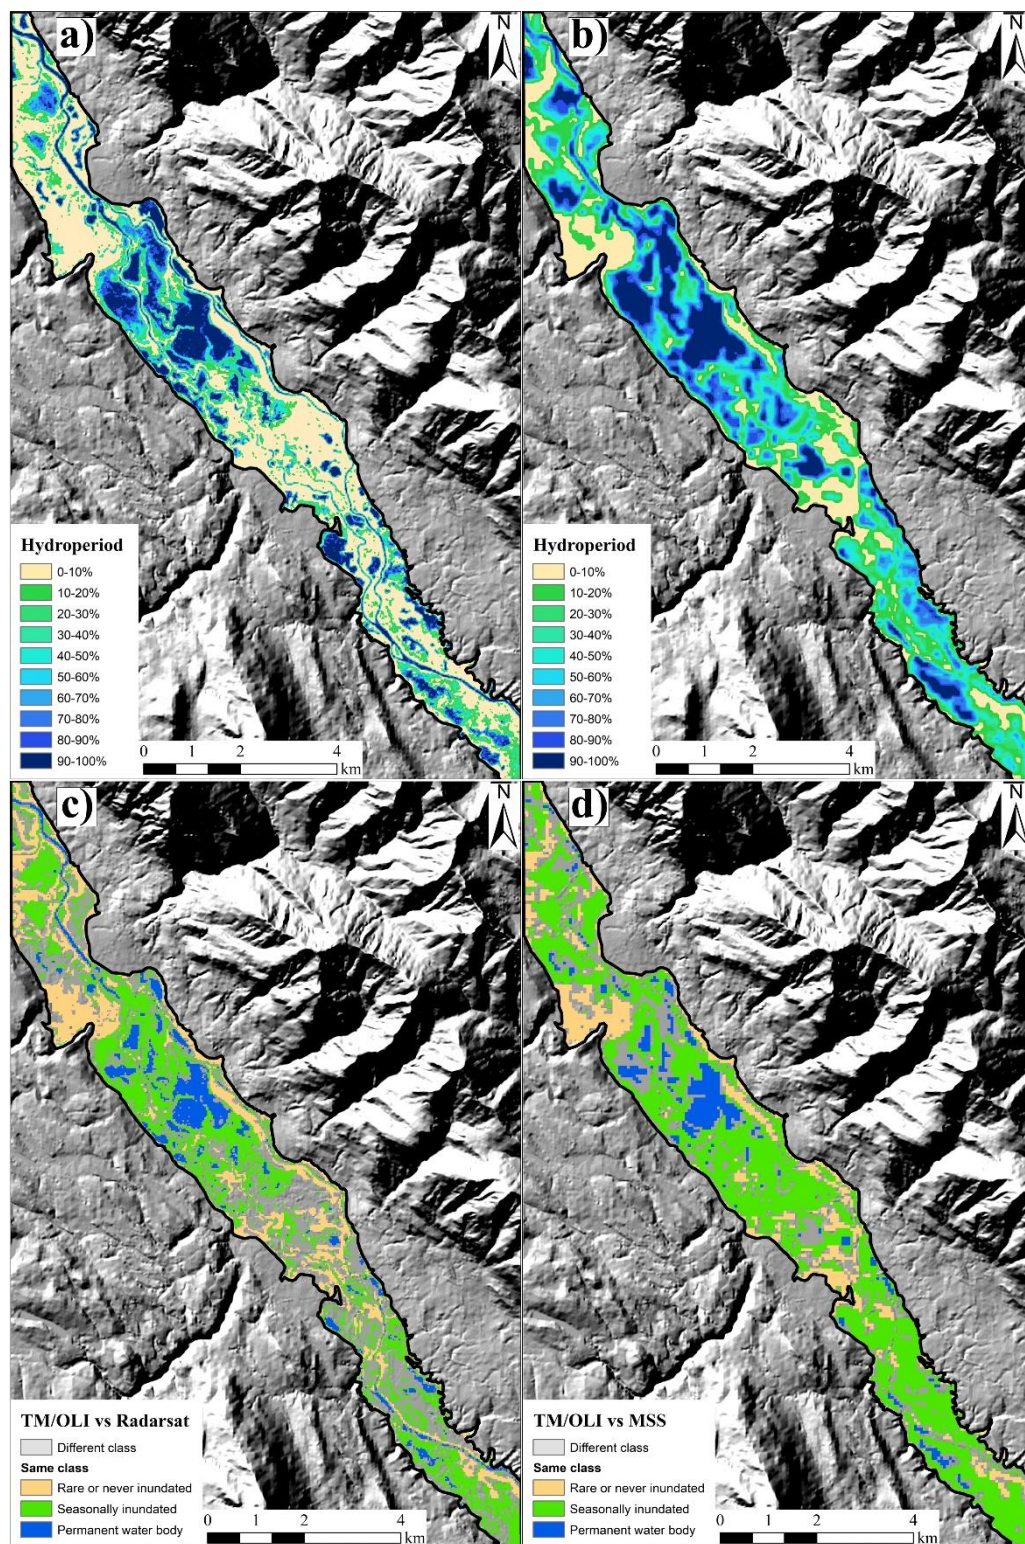 a)
N
Hydroperiod
0-10%
10-20%
20-30%
30-40%
40-50%
50-60%
60-70%
70-80%
80-90%
90-100%
0 1 2 4
km
b)
N
Hydroperiod
0-10%
10-20%
20-30%
30-40%
40-50%
50-60%
60-70%
70-80%
80-90%
90-100%
0 1 2 4
km
c)
N
TM/OLI vs Radarsat
Different class
Same class
Rare or never inundated
Seasonally inundated
Permanent water body
0 1 2 4
km
d)
N
TM/OLI vs MSS
Different class
Same class
Rare or never inundated
Seasonally inundated
Permanent water body
0 1 2 4
km